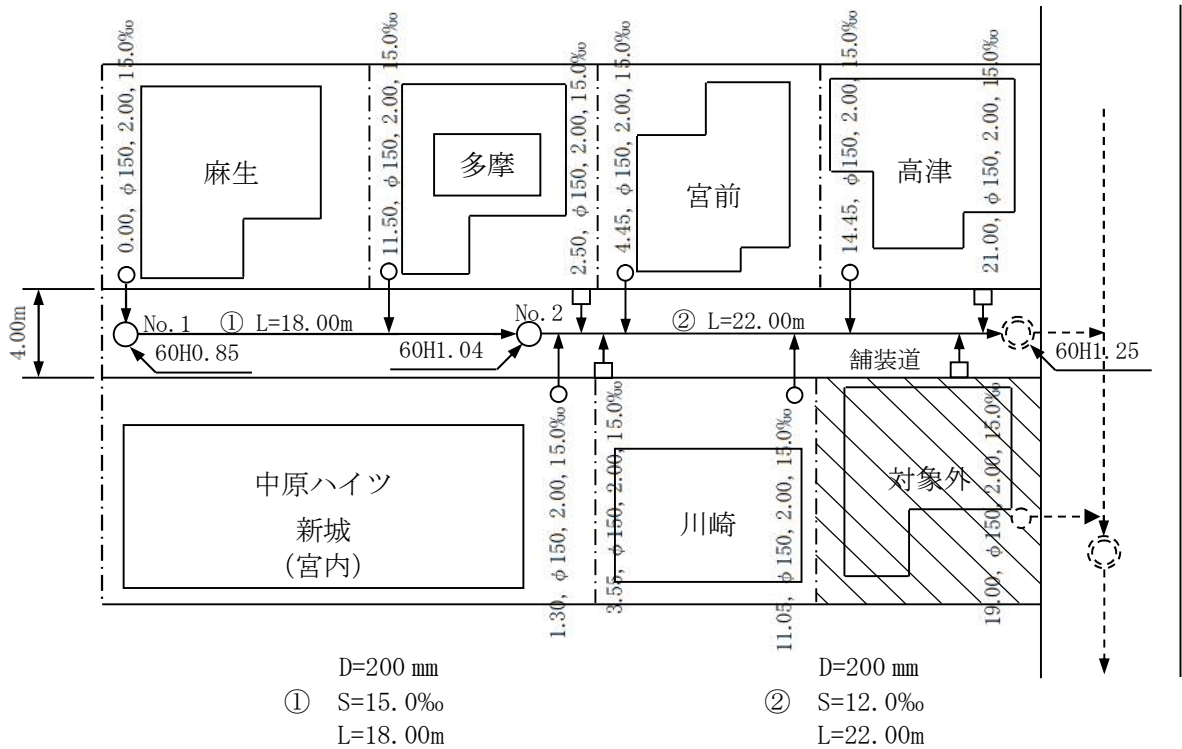 0.00, φ150, 2.00, 15.0‰
11.50, φ150, 2.00, 15.0‰
2.50, φ150, 2.00, 15.0‰
4.45, φ150, 2.00, 15.0‰
14.45, φ150, 2.00, 15.0‰
21.00, φ150, 2.00, 15.0‰
麻生
多摩
宮前
高津
4.00m
No.1
① L=18.00m
No.2
② L=22.00m
60H0.85
60H1.04
舗装道
60H1.25
中原ハイツ
新城
(宮内)
川崎
対象外
1.30, φ150, 2.00, 15.0‰
3.55, φ150, 2.00, 15.0‰
11.05, φ150, 2.00, 15.0‰
19.00, φ150, 2.00, 15.0‰
D=200 mm
① S=15.0‰
L=18.00m
D=200 mm
② S=12.0‰
L=22.00m